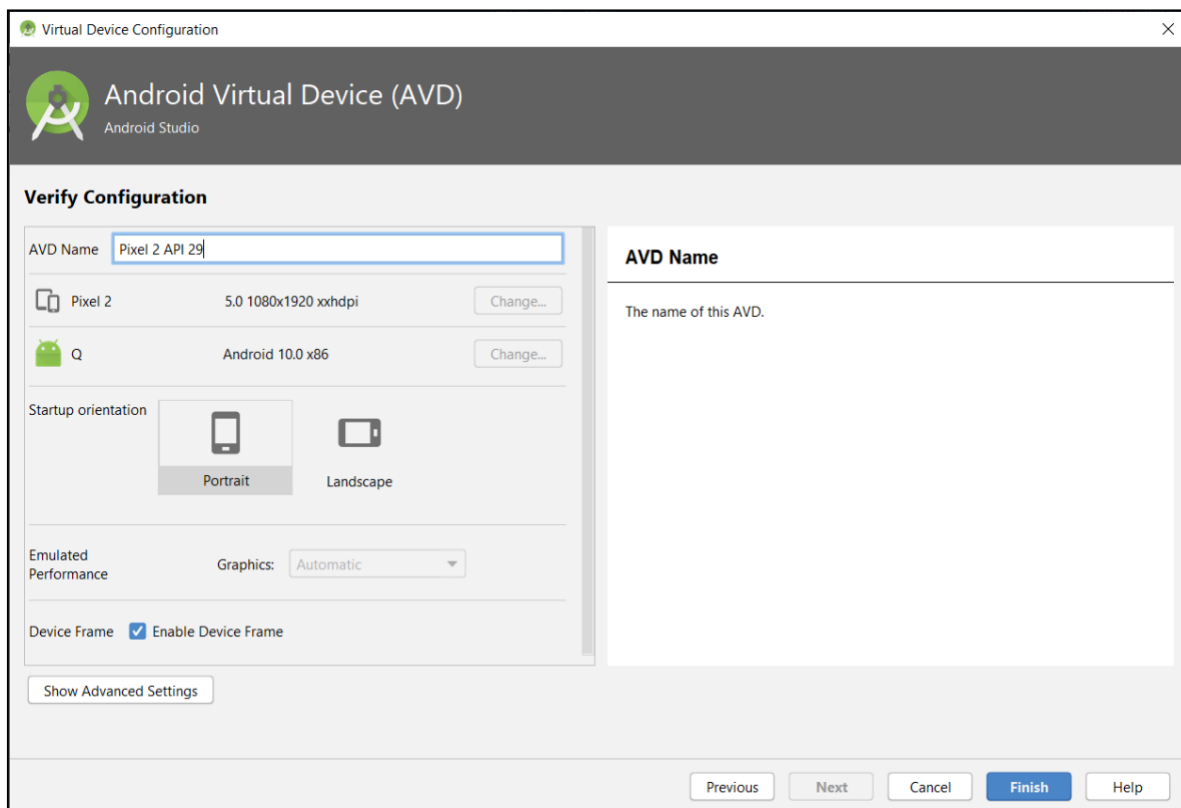 Virtual Device Configuration
Android Virtual Device (AVD)
Android Studio
Verify Configuration
AVD Name Pixel 2 API 29
Pixel 2 5.0 1080x1920 xxhdpi Change...
Q Android 10.0 x86 Change...
Startup orientation
Portrait Landscape
Emulated
Performance
Graphics: Automatic
Device Frame Enable Device Frame
Show Advanced Settings
AVD Name
The name of this AVD.
Previous Next Cancel Finish Help